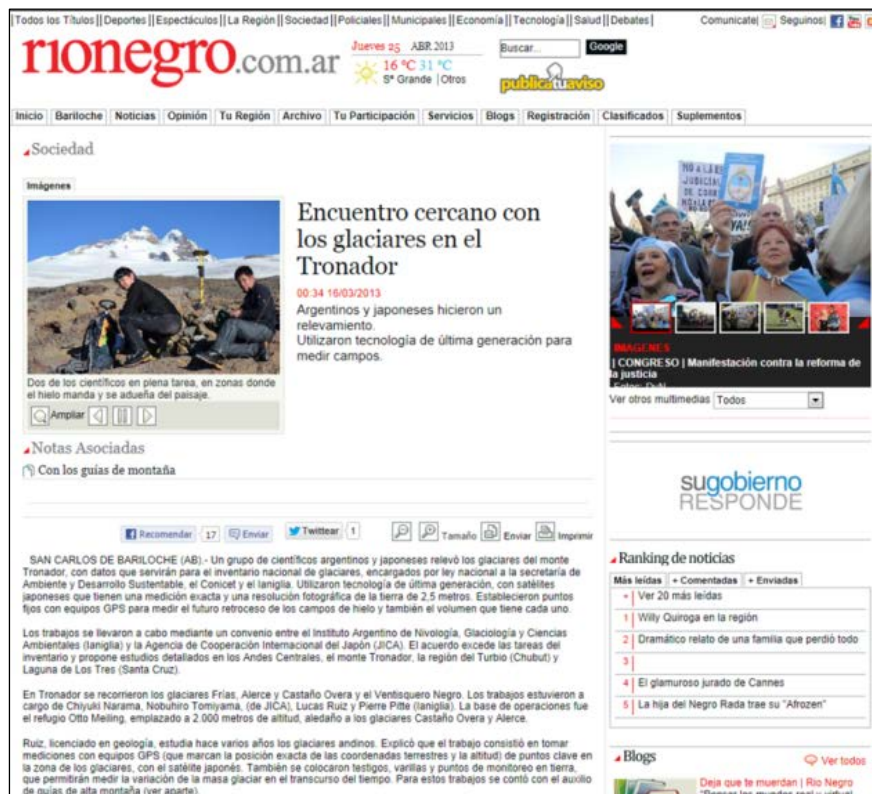 Todos los Títulos || Deportes || Espectáculos || La Región || Sociedad || Policiales || Municipales || Economía || Tecnología || Salud || Debates |
Comunicate| Seguinos|
rionegro.com.ar
Jueves 25 ABR 2013
16 ºC 31 ºC
Sª Grande | Otros
Buscar...
Google
publicatuaviso
Inicio Bariloche Noticias Opinión Tu Región Archivo Tu Participación Servicios Blogs Registración Clasificados Suplementos
Sociedad
Imágenes
Encuentro cercano con
los glaciares en el
Tronador
00:34 16/03/2013
Argentinos y japoneses hicieron un
relevamiento.
Utilizaron tecnología de última generación para
medir campos.
Dos de los científicos en plena tarea, en zonas donde
el hielo manda y se adueña del paisaje.
Ampliar
Notas Asociadas
Con los guías de montaña
Recomendar 17 Enviar Twittear 1 Tamaño Enviar Imprimir
SAN CARLOS DE BARILOCHE (AB).- Un grupo de científicos argentinos y japoneses relevó los glaciares del monte
Tronador, con datos que servirán para el inventario nacional de glaciares, encargados por ley nacional a la secretaría de
Ambiente y Desarrollo Sustentable, el Conicet y el Ianiglia. Utilizaron tecnología de última generación, con satélites
japoneses que tienen una medición exacta y una resolución fotográfica de la tierra de 2,5 metros. Establecieron puntos
fijos con equipos GPS para medir el futuro retroceso de los campos de hielo y también el volumen que tiene cada uno.
Los trabajos se llevaron a cabo mediante un convenio entre el Instituto Argentino de Nivología, Glaciología y Ciencias
Ambientales (Ianiglia) y la Agencia de Cooperación Internacional del Japón (JICA). El acuerdo excede las tareas del
inventario y propone estudios detallados en los Andes Centrales, el monte Tronador, la región del Turbio (Chubut) y
Laguna de Los Tres (Santa Cruz).
En Tronador se recorrieron los glaciares Frías, Alerce y Castaño Overa y el Ventisquero Negro. Los trabajos estuvieron a
cargo de Chiyuki Narama, Nobuhiro Tomiyama, (de JICA), Lucas Ruiz y Pierre Pitte (Ianiglia). La base de operaciones fue
el refugio Otto Meiling, emplazado a 2.000 metros de altitud, aledaño a los glaciares Castaño Overa y Alerce.
Ruiz, licenciado en geología, estudia hace varios años los glaciares andinos. Explicó que el trabajo consistió en tomar
mediciones con equipos GPS (que marcan la posición exacta de las coordenadas terrestres y la altitud) de puntos clave en
la zona de los glaciares, con el satélite japonés. También se colocaron testigos, varillas y puntos de monitoreo en tierra,
que permitirán medir la variación de la masa glaciar en el transcurso del tiempo. Para estos trabajos se contó con el auxilio
de guías de alta montaña (ver aparte).
IMAGENES
| CONGRESO | Manifestación contra la reforma de
la justicia
Fotos: DyN
Ver otros multimedias Todos
sugobierno
RESPONDE
Ranking de noticias
Más leídas + Comentadas + Enviadas
+ Ver 20 más leídas
1 Willy Quiroga en la región
2 Dramático relato de una familia que perdió todo
3
4 El glamuroso jurado de Cannes
5 La hija del Negro Rada trae su "Afrozen"
Blogs
Ver todos
Deja que te muerdan | Rio Negro